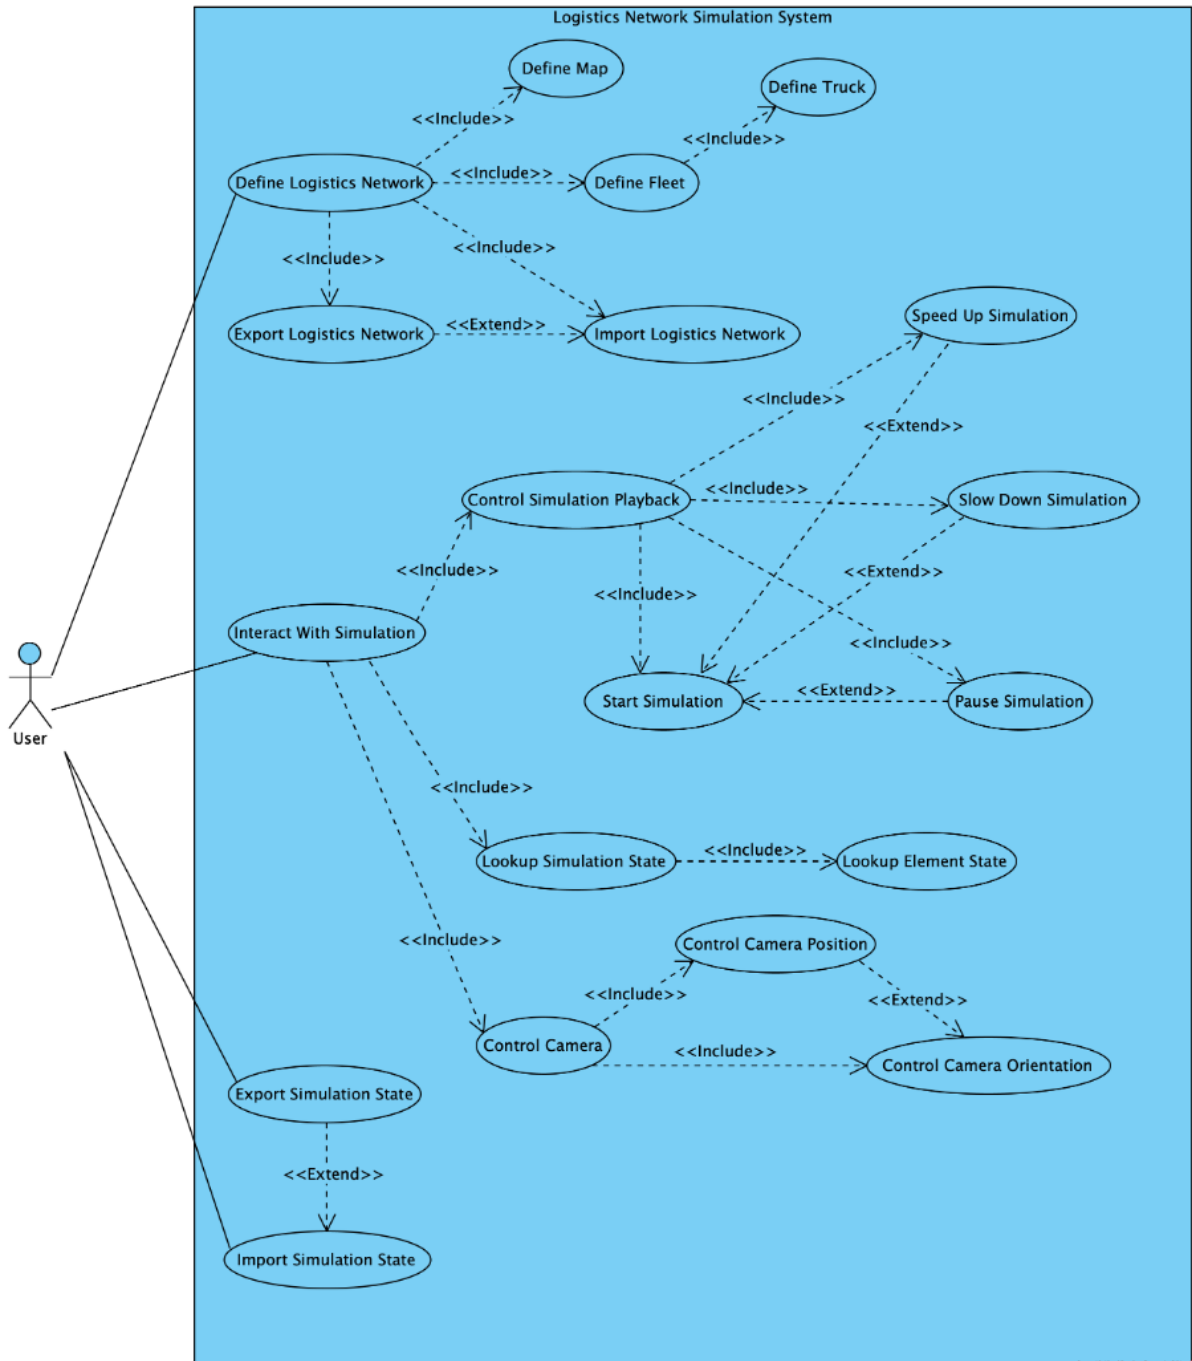 Logistics Network Simulation System
Define Map
Define Truck
<<Include>>
<<Include>>
Define Logistics Network
<<Include>>
Define Fleet
<<Include>>
<<Include>>
Export Logistics Network
<<Extend>>
Import Logistics Network
Speed Up Simulation
<<Include>>
<<Extend>>
Control Simulation Playback
<<Include>>
Slow Down Simulation
<<Include>>
<<Extend>>
<<Include>>
Interact With Simulation
<<Include>>
Start Simulation
<<Extend>>
Pause Simulation
User
<<Include>>
Lookup Simulation State
<<Include>>
Lookup Element State
<<Include>>
Control Camera Position
<<Include>>
<<Extend>>
Control Camera
<<Include>>
Control Camera Orientation
Export Simulation State
<<Extend>>
Import Simulation State